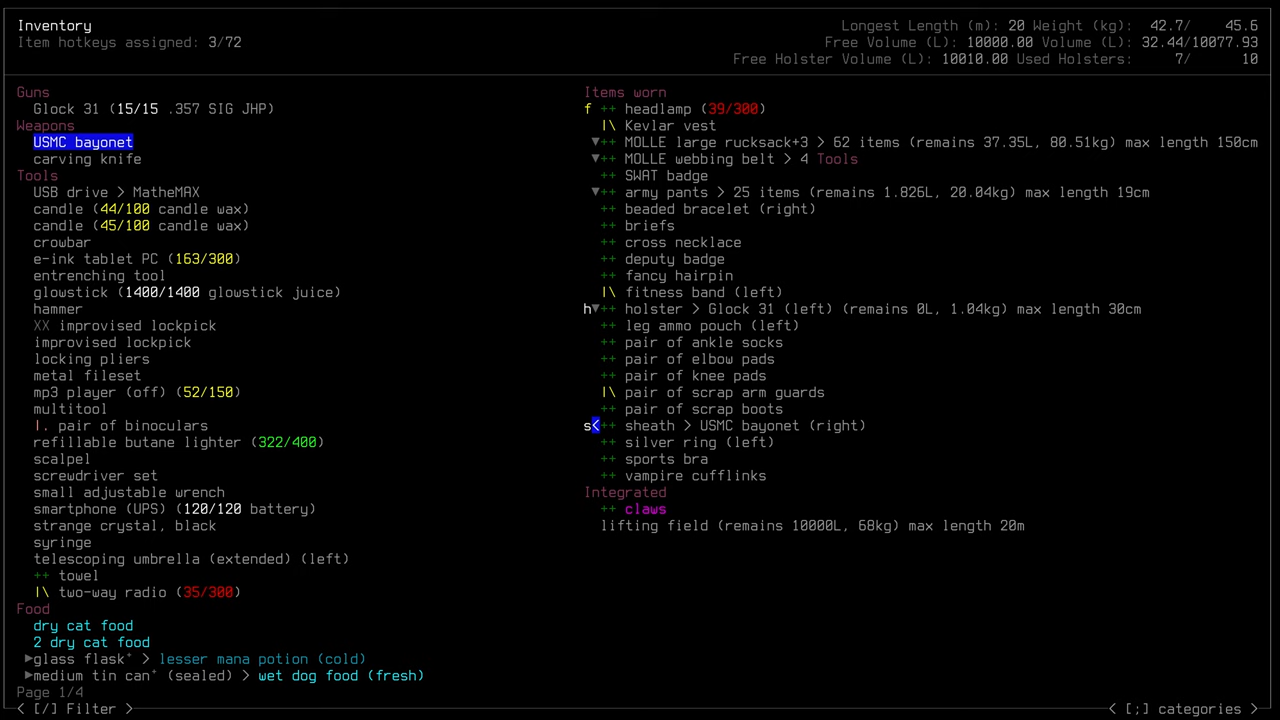 Inventory
Item hotkeys assigned: 3/72
Longest Length (m): 20 Weight (kg): 42.7/ 45.6
Free Volume (L): 10000.00 Volume (L): 32.44/10077.93
Free Holster Volume (L): 10010.00 Used Holsters: 7/ 10
Guns
Glock 31 (15/15 .357 SIG JHP)
Weapons
USMC bayonet
carving knife
Tools
USB drive > MatheMAX
candle (44/100 candle wax)
candle (45/100 candle wax)
crowbar
e-ink tablet PC (163/300)
entrenching tool
glowstick (1400/1400 glowstick juice)
hammer
XX improvised lockpick
improvised lockpick
locking pliers
metal fileset
mp3 player (off) (52/150)
multitool
|. pair of binoculars
refillable butane lighter (322/400)
scalpel
screwdriver set
small adjustable wrench
smartphone (UPS) (120/120 battery)
strange crystal, black
syringe
telescoping umbrella (extended) (left)
++ towel
|\ two-way radio (35/300)
Food
dry cat food
2 dry cat food
▶glass flask* > lesser mana potion (cold)
▶medium tin can* (sealed) > wet dog food (fresh)
Page 1/4
< [/] Filter >
Items worn
f ++ headlamp (39/300)
|\ Kevlar vest
▼++ MOLLE large rucksack+3 > 62 items (remains 37.35L, 80.51kg) max length 150cm
▼++ MOLLE webbing belt > 4 Tools
++ SWAT badge
▼++ army pants > 25 items (remains 1.826L, 20.04kg) max length 19cm
++ beaded bracelet (right)
++ briefs
++ cross necklace
++ deputy badge
++ fancy hairpin
|\ fitness band (left)
h▼++ holster > Glock 31 (left) (remains 0L, 1.04kg) max length 30cm
++ leg ammo pouch (left)
++ pair of ankle socks
++ pair of elbow pads
++ pair of knee pads
|\ pair of scrap arm guards
++ pair of scrap boots
s<++ sheath > USMC bayonet (right)
++ silver ring (left)
++ sports bra
++ vampire cufflinks
Integrated
++ claws
lifting field (remains 10000L, 68kg) max length 20m
< [;] categories >